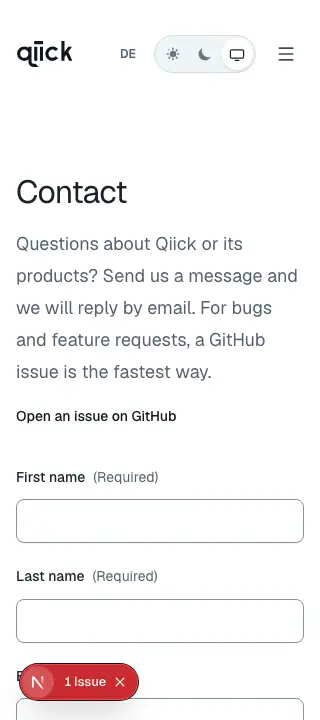 qiick
DE
Contact
Questions about Qiick or its
products? Send us a message and
we will reply by email. For bugs
and feature requests, a GitHub
issue is the fastest way.
Open an issue on GitHub
First name (Required)
Last name (Required)
N 1 Issue